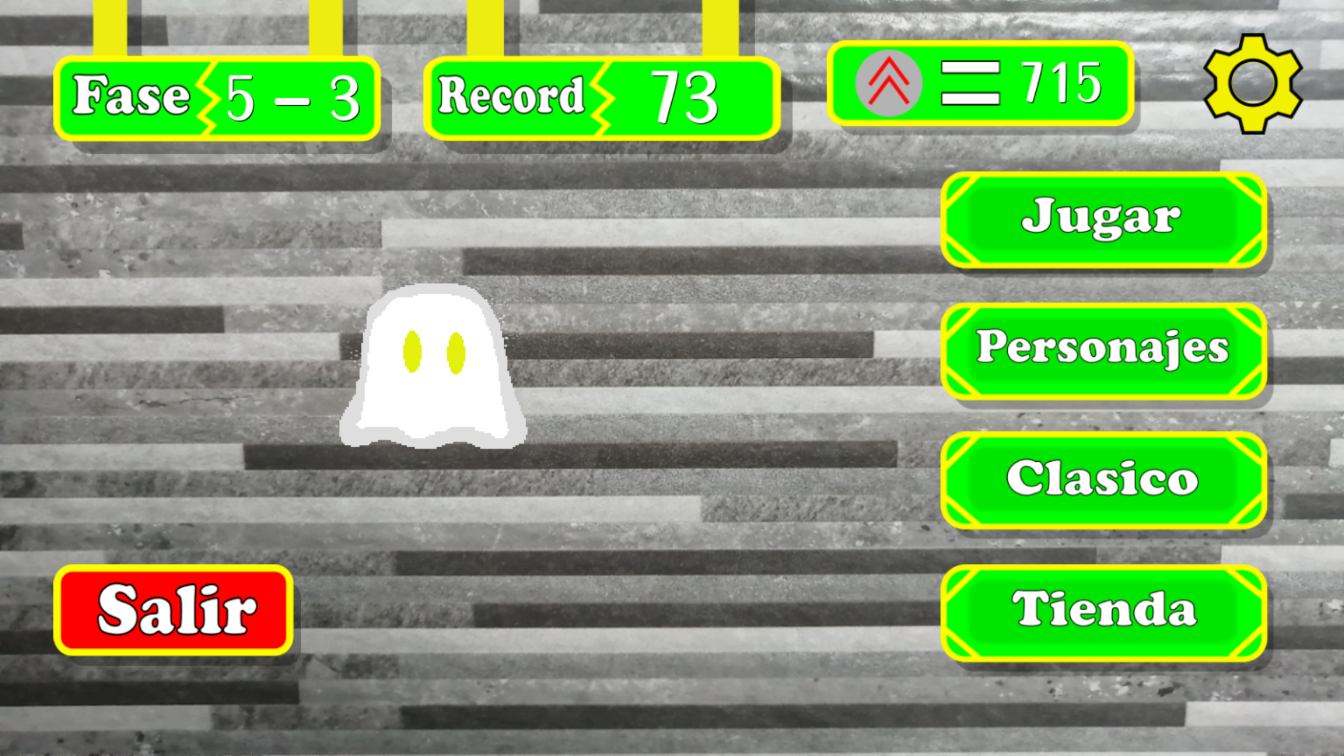 Fase 5 – 3
Record 73
= 715
Jugar
Personajes
Clasico
Tienda
Salir